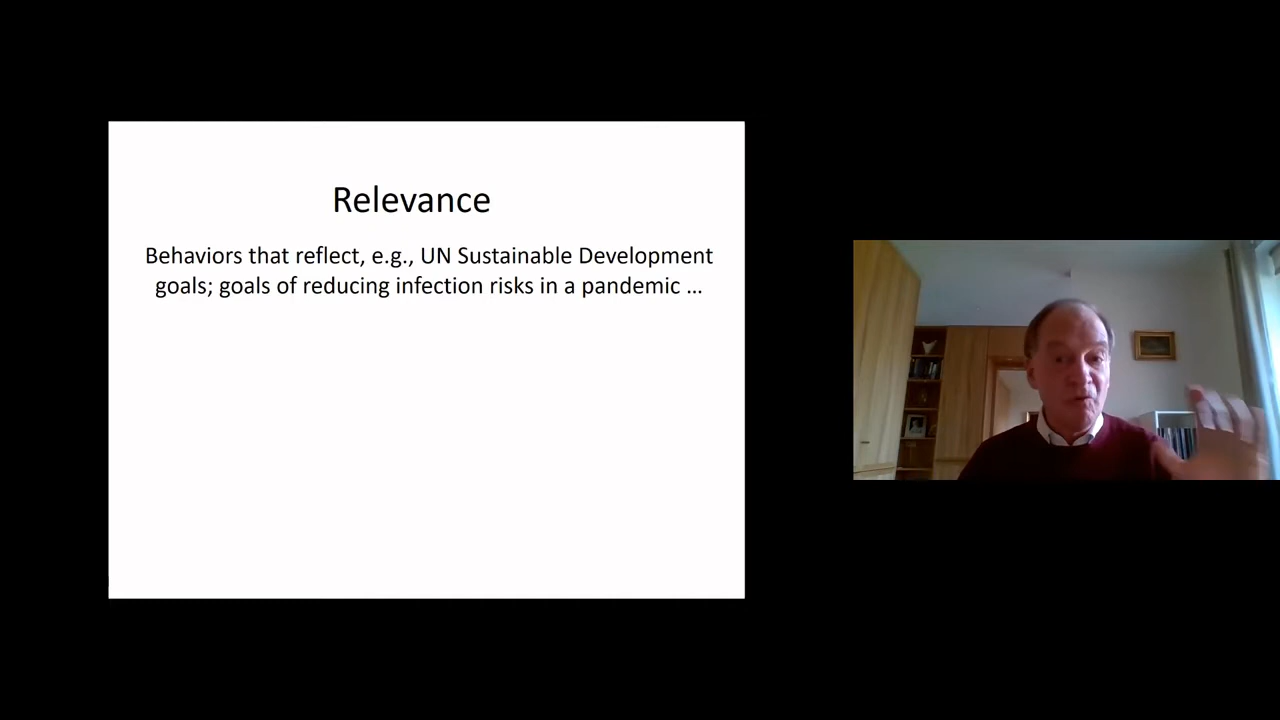 Relevance
Behaviors that reflect, e.g., UN Sustainable Development
goals; goals of reducing infection risks in a pandemic ...